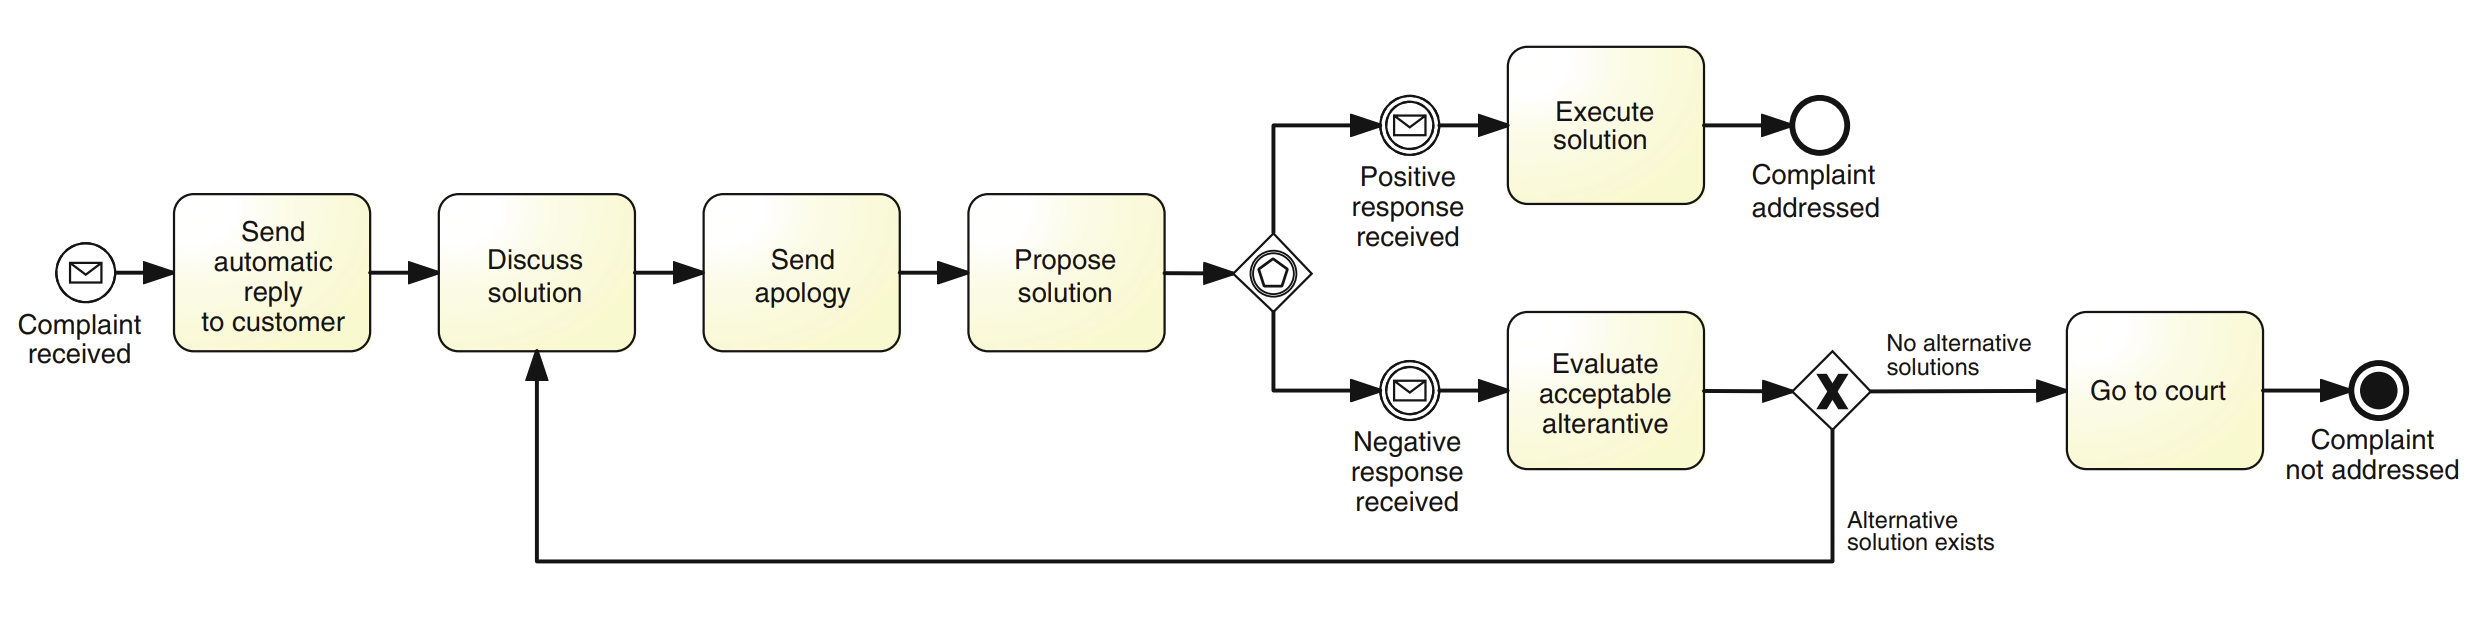 Complaint
received
Send
automatic
reply
to customer
Discuss
solution
Send
apology
Propose
solution
Positive
response
received
Execute
solution
Complaint
addressed
Negative
response
received
Evaluate
acceptable
alterantive
No alternative
solutions
Alternative
solution exists
Go to court
Complaint
not addressed